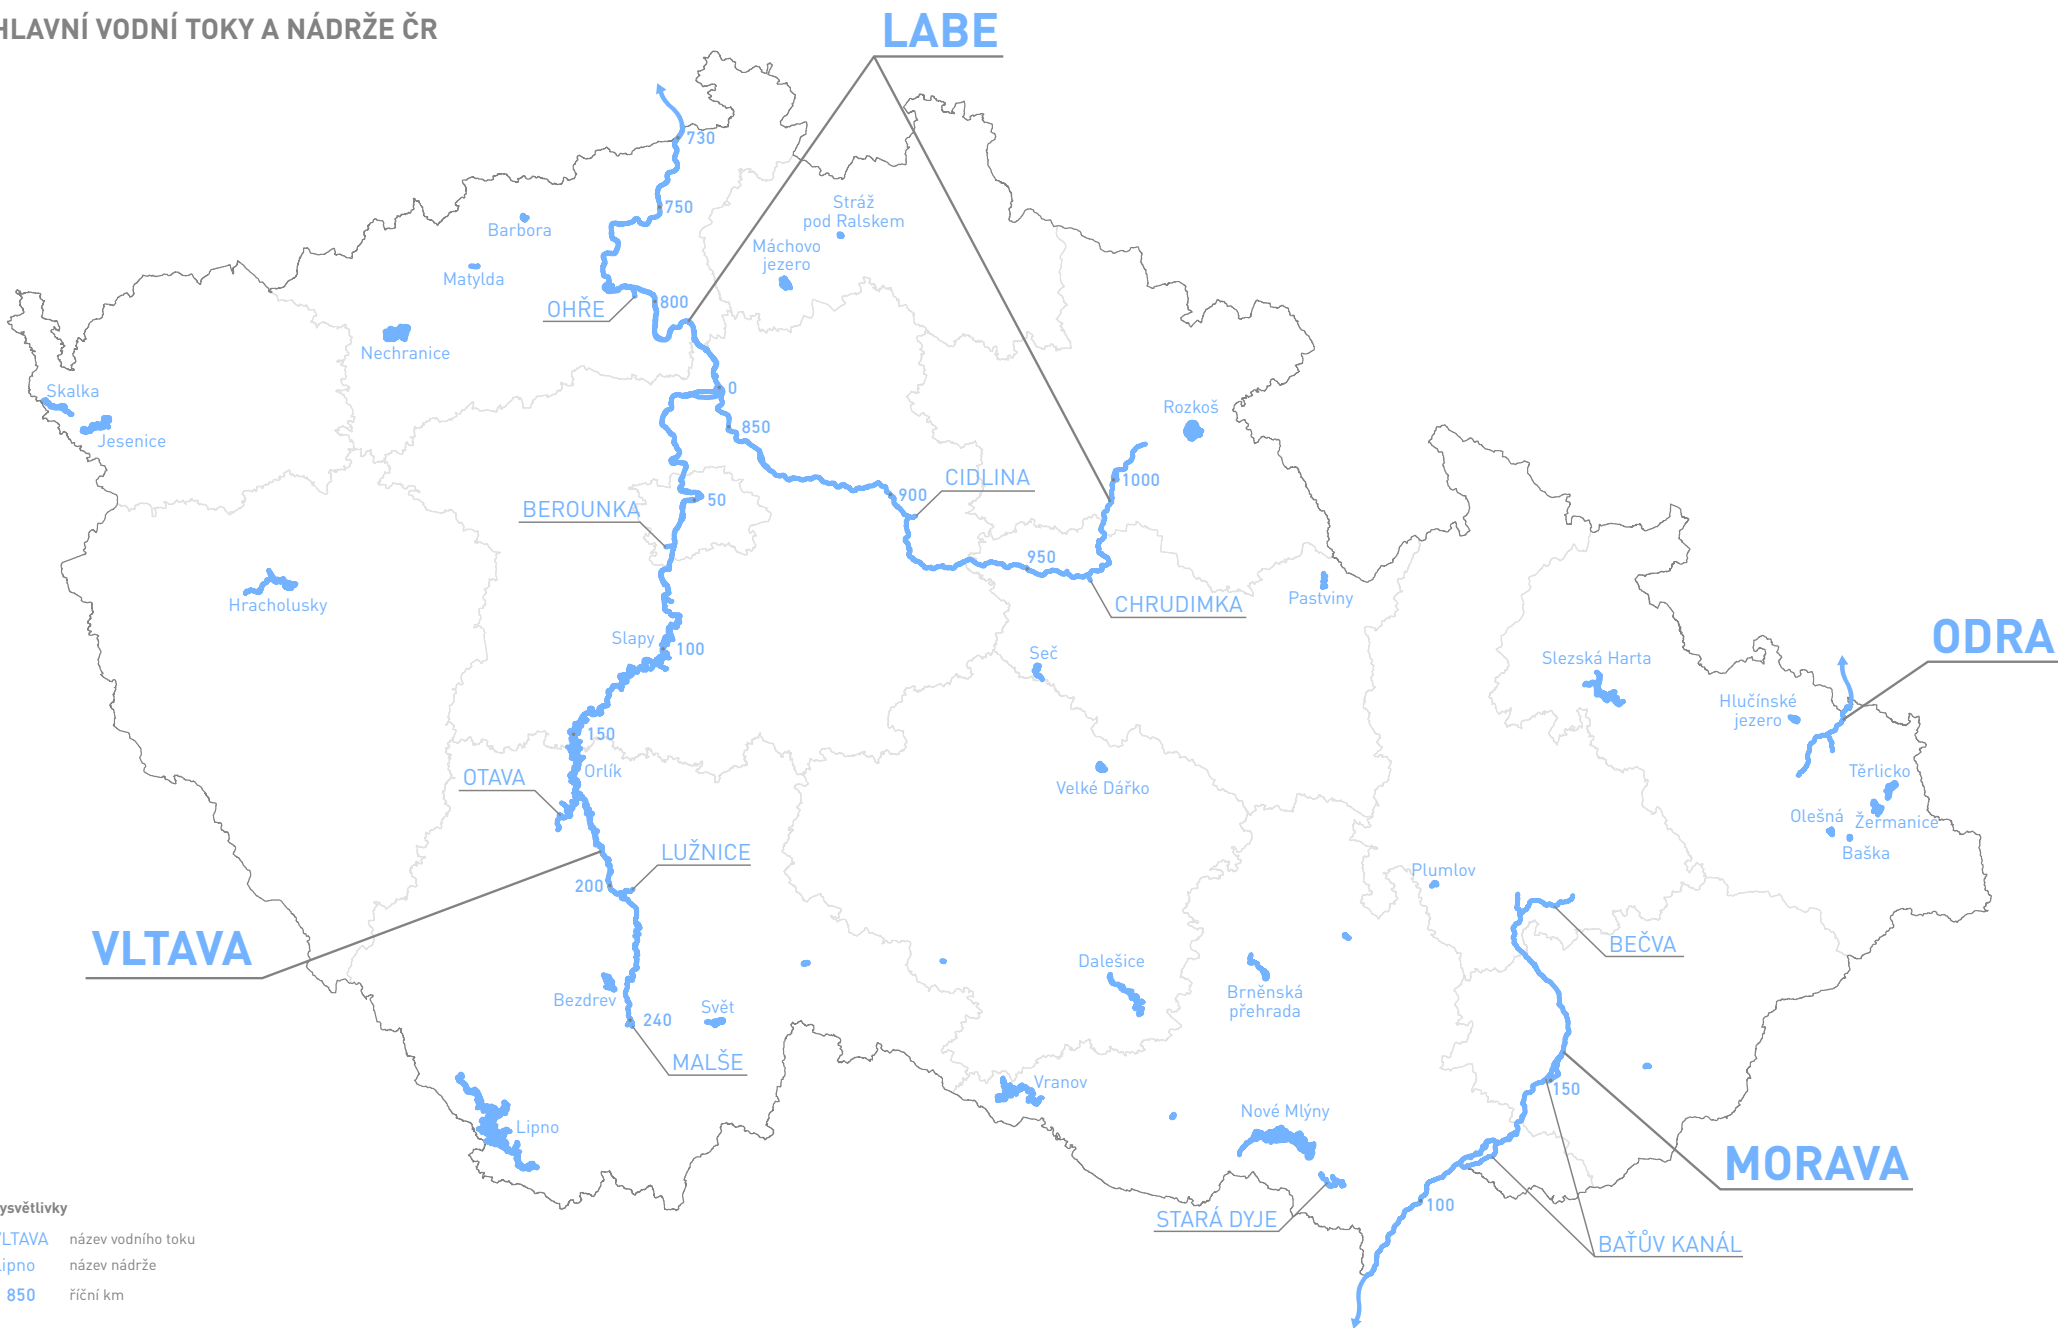 HLAVNÍ VODNÍ TOKY A NÁDRŽE ČR
LABE
730
750
Stráž
pod Ralskem
Barbora
Máchovo
jezero
Matylda
800
OHŘE
Nechranice
Skalka
0
Rozkoš
850
Jesenice
CIDLINA
1000
900
50
BEROUNKA
950
Hracholusky
CHRUDIMKA
Pastviny
Slapy
100
ODRA
Seč
Slezská Harta
Hlučínské
jezero
150
Orlík
OTAVA
Velké Dářko
Těrlicko
Olešná
Žermanice
Baška
LUŽNICE
200
Plumlov
VLTAVA
BEČVA
Dalešice
Bezdrev
Svět
Brněnská
přehrada
240
MALŠE
Vranov
150
Lipno
Nové Mlýny
MORAVA
100
STARÁ DYJE
BAŤŮV KANÁL
ysvětlivky
VLTAVA název vodního toku
Lipno název nádrže
850 říční km